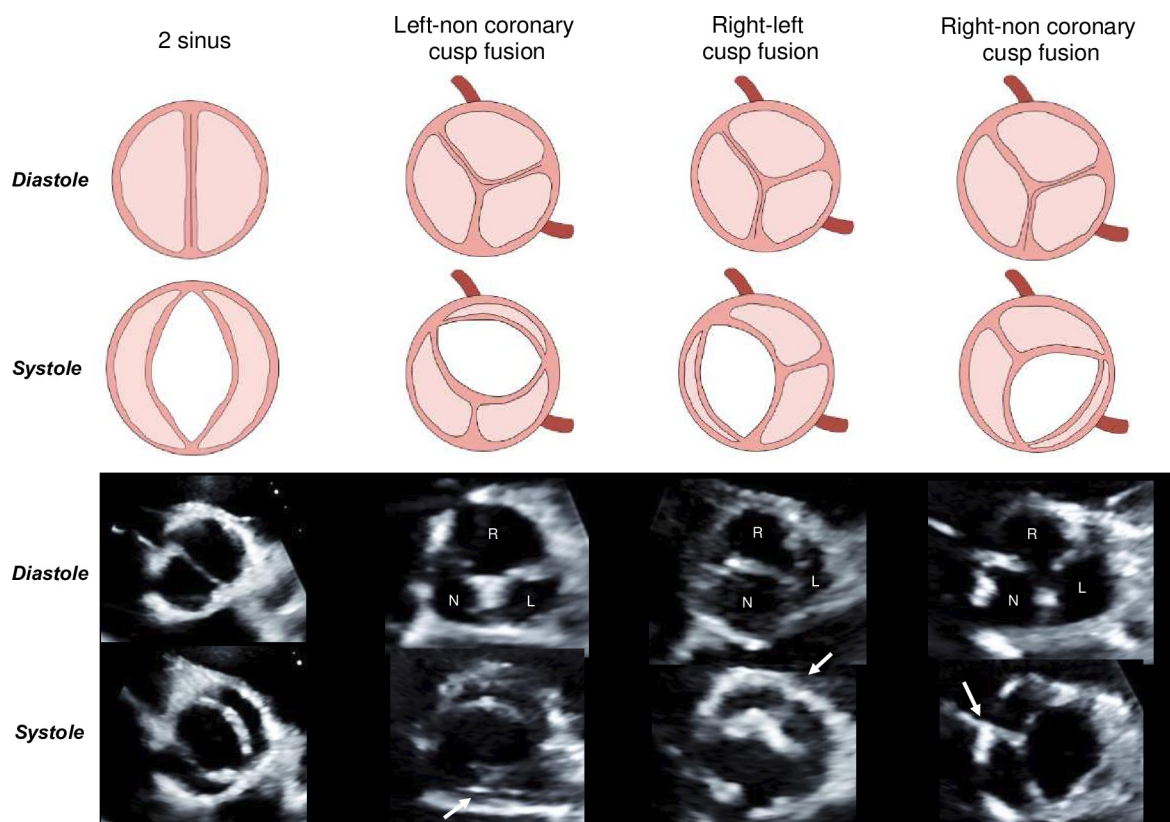 2 sinus
Left-non coronary
cusp fusion
Right-left
cusp fusion
Right-non coronary
cusp fusion
Diastole
Systole
Diastole
R
N
L
R
N
L
R
N
L
Systole